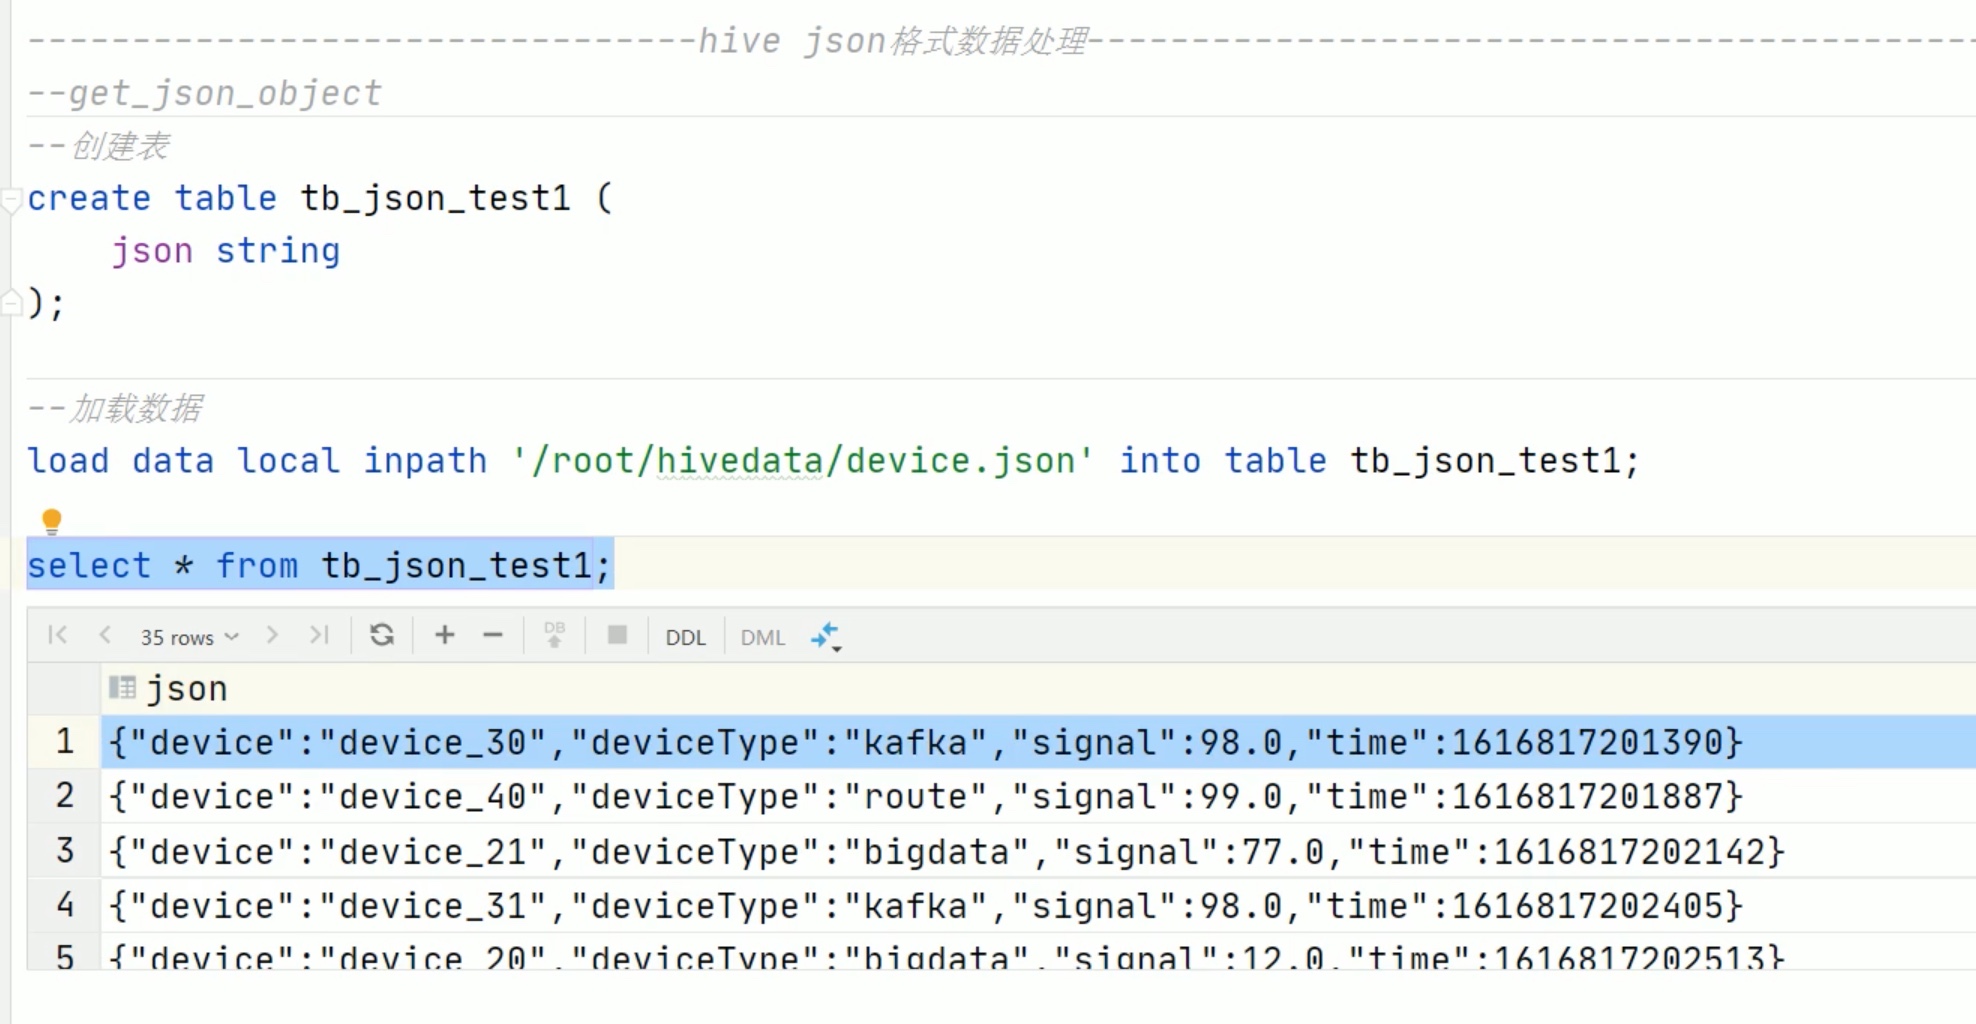 --------------------------------hive json格式数据处理-------------------------------------------
--get_json_object
--创建表
create table tb_json_test1 (
    json string
);
--加载数据
load data local inpath '/root/hivedata/device.json' into table tb_json_test1;
select * from tb_json_test1;
35 rows DB DDL DML
json
1 {"device":"device_30","deviceType":"kafka","signal":98.0,"time":1616817201390}
2 {"device":"device_40","deviceType":"route","signal":99.0,"time":1616817201887}
3 {"device":"device_21","deviceType":"bigdata","signal":77.0,"time":1616817202142}
4 {"device":"device_31","deviceType":"kafka","signal":98.0,"time":1616817202405}
5 {"device":"device_20","deviceType":"bigdata","signal":12.0,"time":1616817202513}